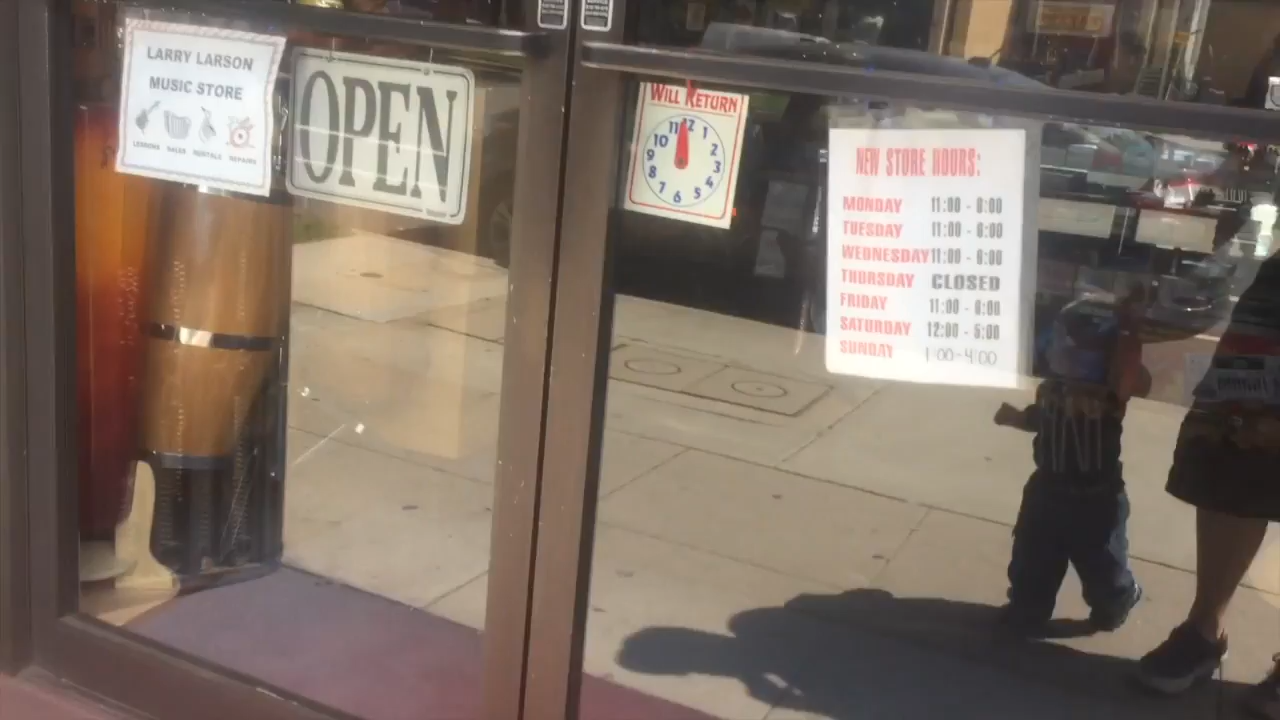 LARRY LARSON
MUSIC STORE
LESSONS SALES RENTALS REPAIRS
OPEN
WILL RETURN
11 12 1
10 2
9 3
8 4
7 6 5
NEW STORE HOURS:
MONDAY 11:00 - 6:00
TUESDAY 11:00 - 6:00
WEDNESDAY 11:00 - 6:00
THURSDAY CLOSED
FRIDAY 11:00 - 6:00
SATURDAY 12:00 - 5:00
SUNDAY 1:00-4:00